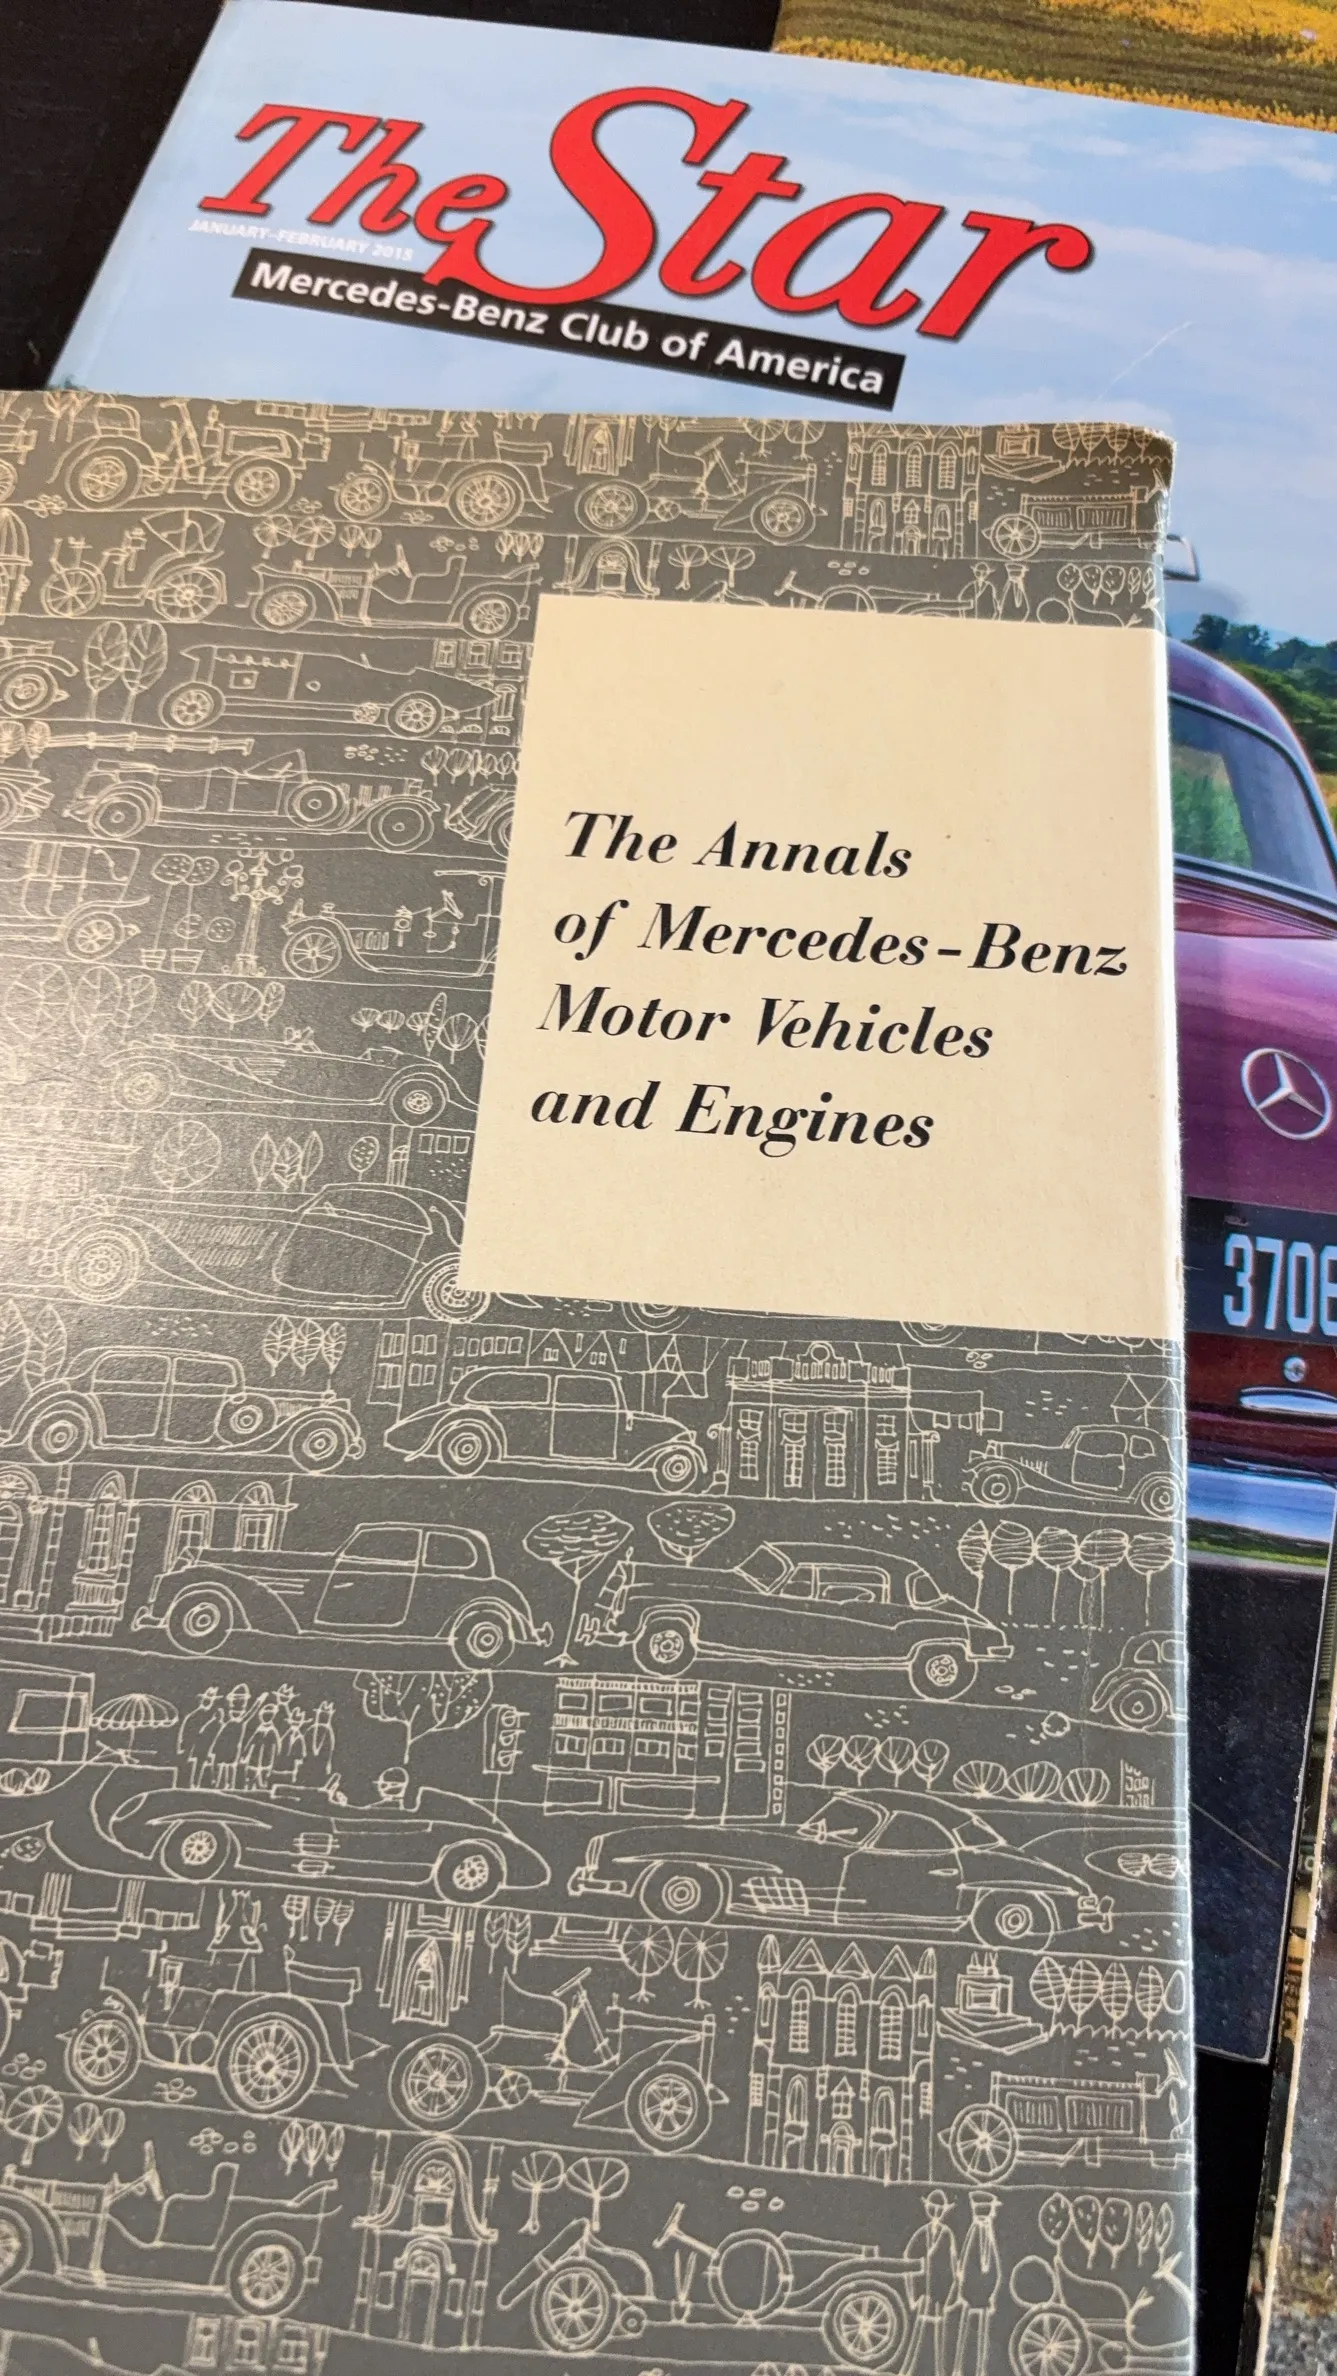 The Star
JANUARY–FEBRUARY 2015
Mercedes-Benz Club of America
The Annals
of Mercedes-Benz
Motor Vehicles
and Engines